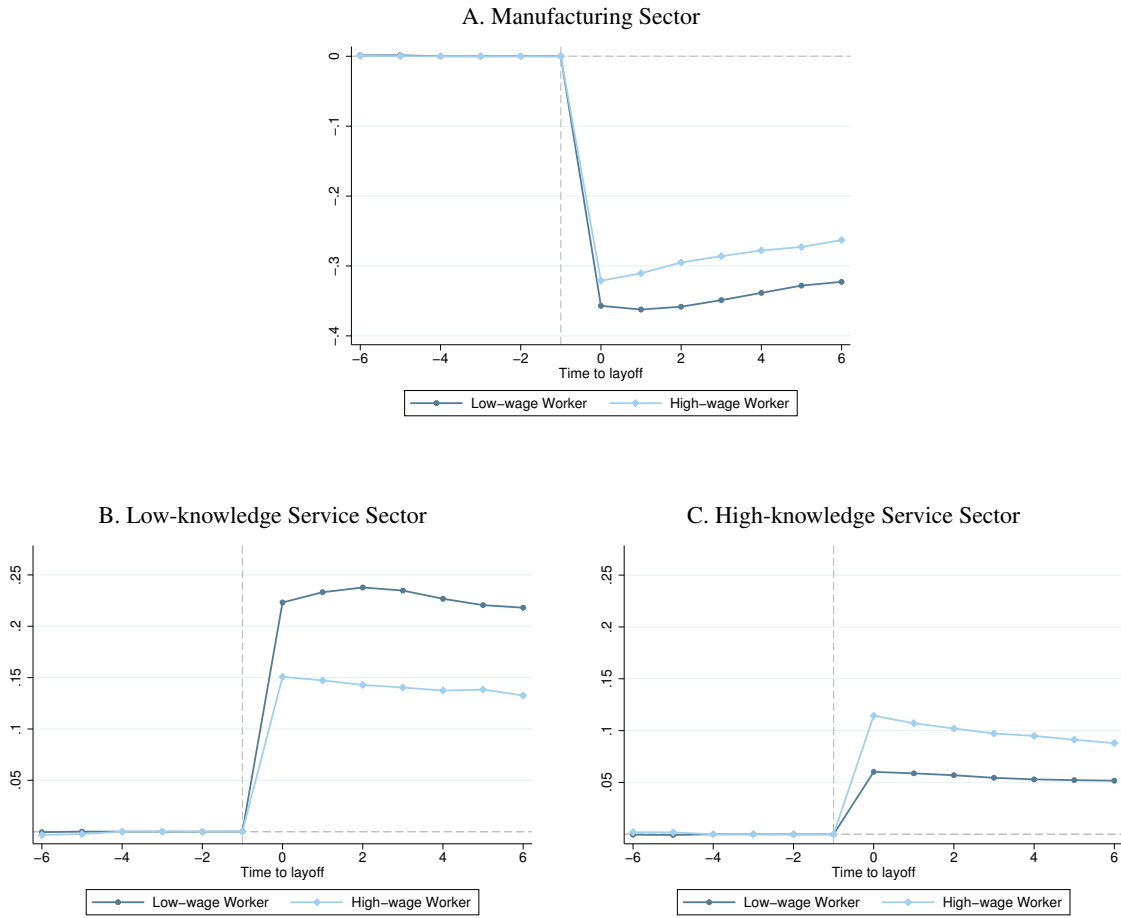 A. Manufacturing Sector
0
-.1
-.2
-.3
-.4
−6 −4 −2 0 2 4 6
Time to layoff
Low−wage Worker High−wage Worker
B. Low-knowledge Service Sector
.25
.2
.15
.1
.05
−6 −4 −2 0 2 4 6
Time to layoff
Low−wage Worker High−wage Worker
C. High-knowledge Service Sector
.25
.2
.15
.1
.05
−6 −4 −2 0 2 4 6
Time to layoff
Low−wage Worker High−wage Worker